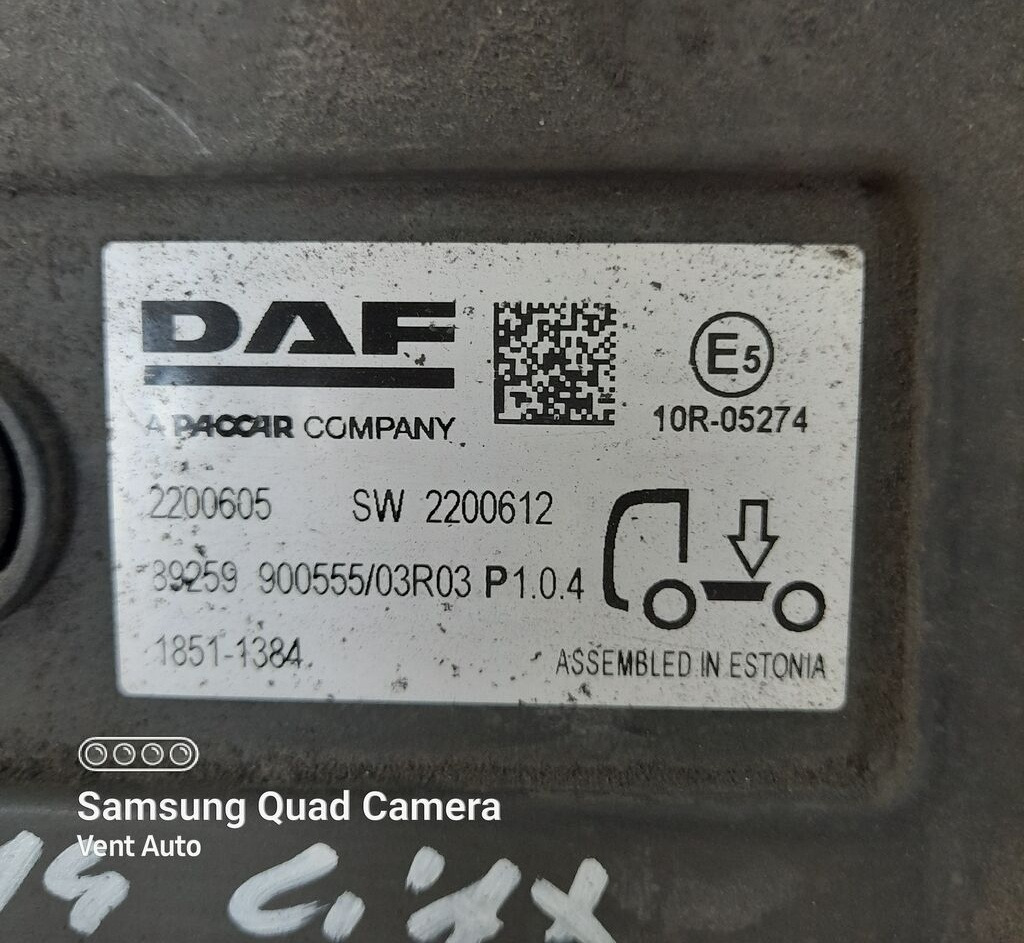 DAF
A PACCAR COMPANY
E5
10R-05274
2200605 SW 2200612
89259 900555/03R03 P1.0.4
1851-1384
ASSEMBLED IN ESTONIA
Samsung Quad Camera
Vent Auto